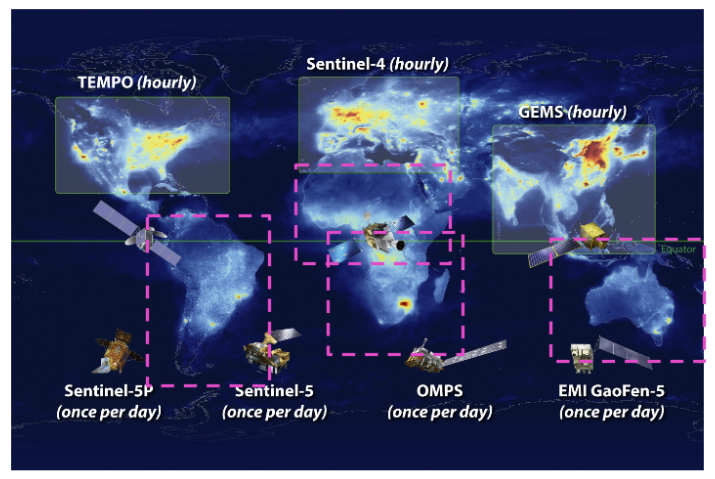 Sentinel-4 (hourly)
TEMPO (hourly)
GEMS (hourly)
Equator
Sentinel-5P
(once per day)
Sentinel-5
(once per day)
OMPS
(once per day)
EMI GaoFen-5
(once per day)